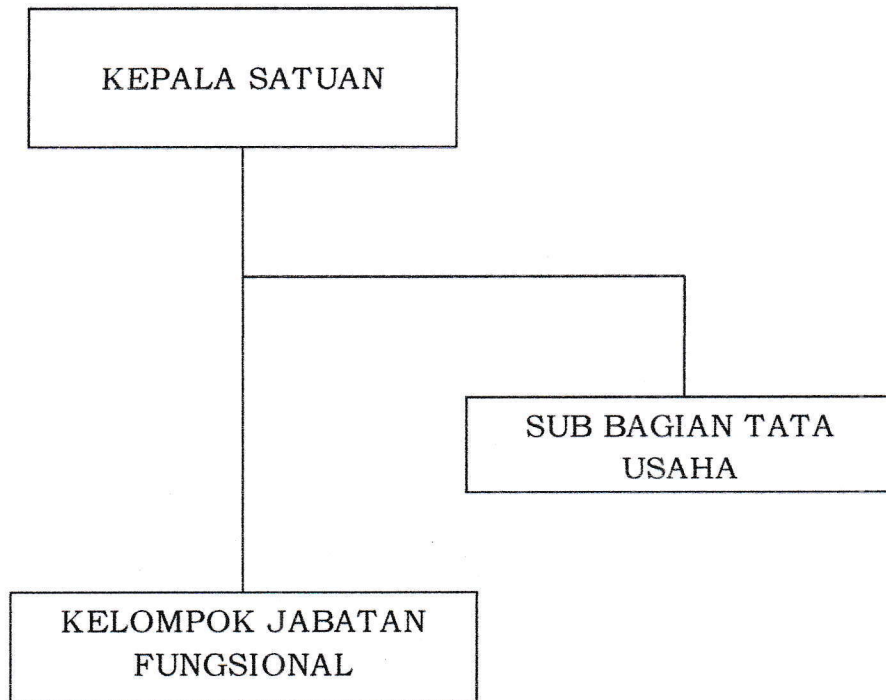 KEPALA SATUAN
SUB BAGIAN TATA
USAHA
KELOMPOK JABATAN
FUNGSIONAL